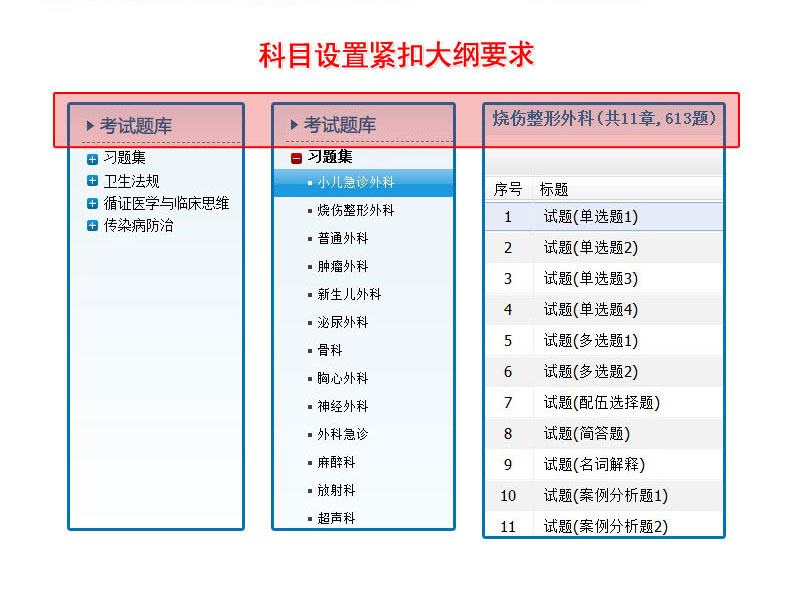 科目设置紧扣大纲要求
考试题库
习题集
卫生法规
循证医学与临床思维
传染病防治
考试题库
习题集
小儿急诊外科
烧伤整形外科
普通外科
肿瘤外科
新生儿外科
泌尿外科
骨科
胸心外科
神经外科
外科急诊
麻醉科
放射科
超声科
烧伤整形外科(共11章,613题)
序号 标题
1 试题(单选题1)
2 试题(单选题2)
3 试题(单选题3)
4 试题(单选题4)
5 试题(多选题1)
6 试题(多选题2)
7 试题(配伍选择题)
8 试题(简答题)
9 试题(名词解释)
10 试题(案例分析题1)
11 试题(案例分析题2)